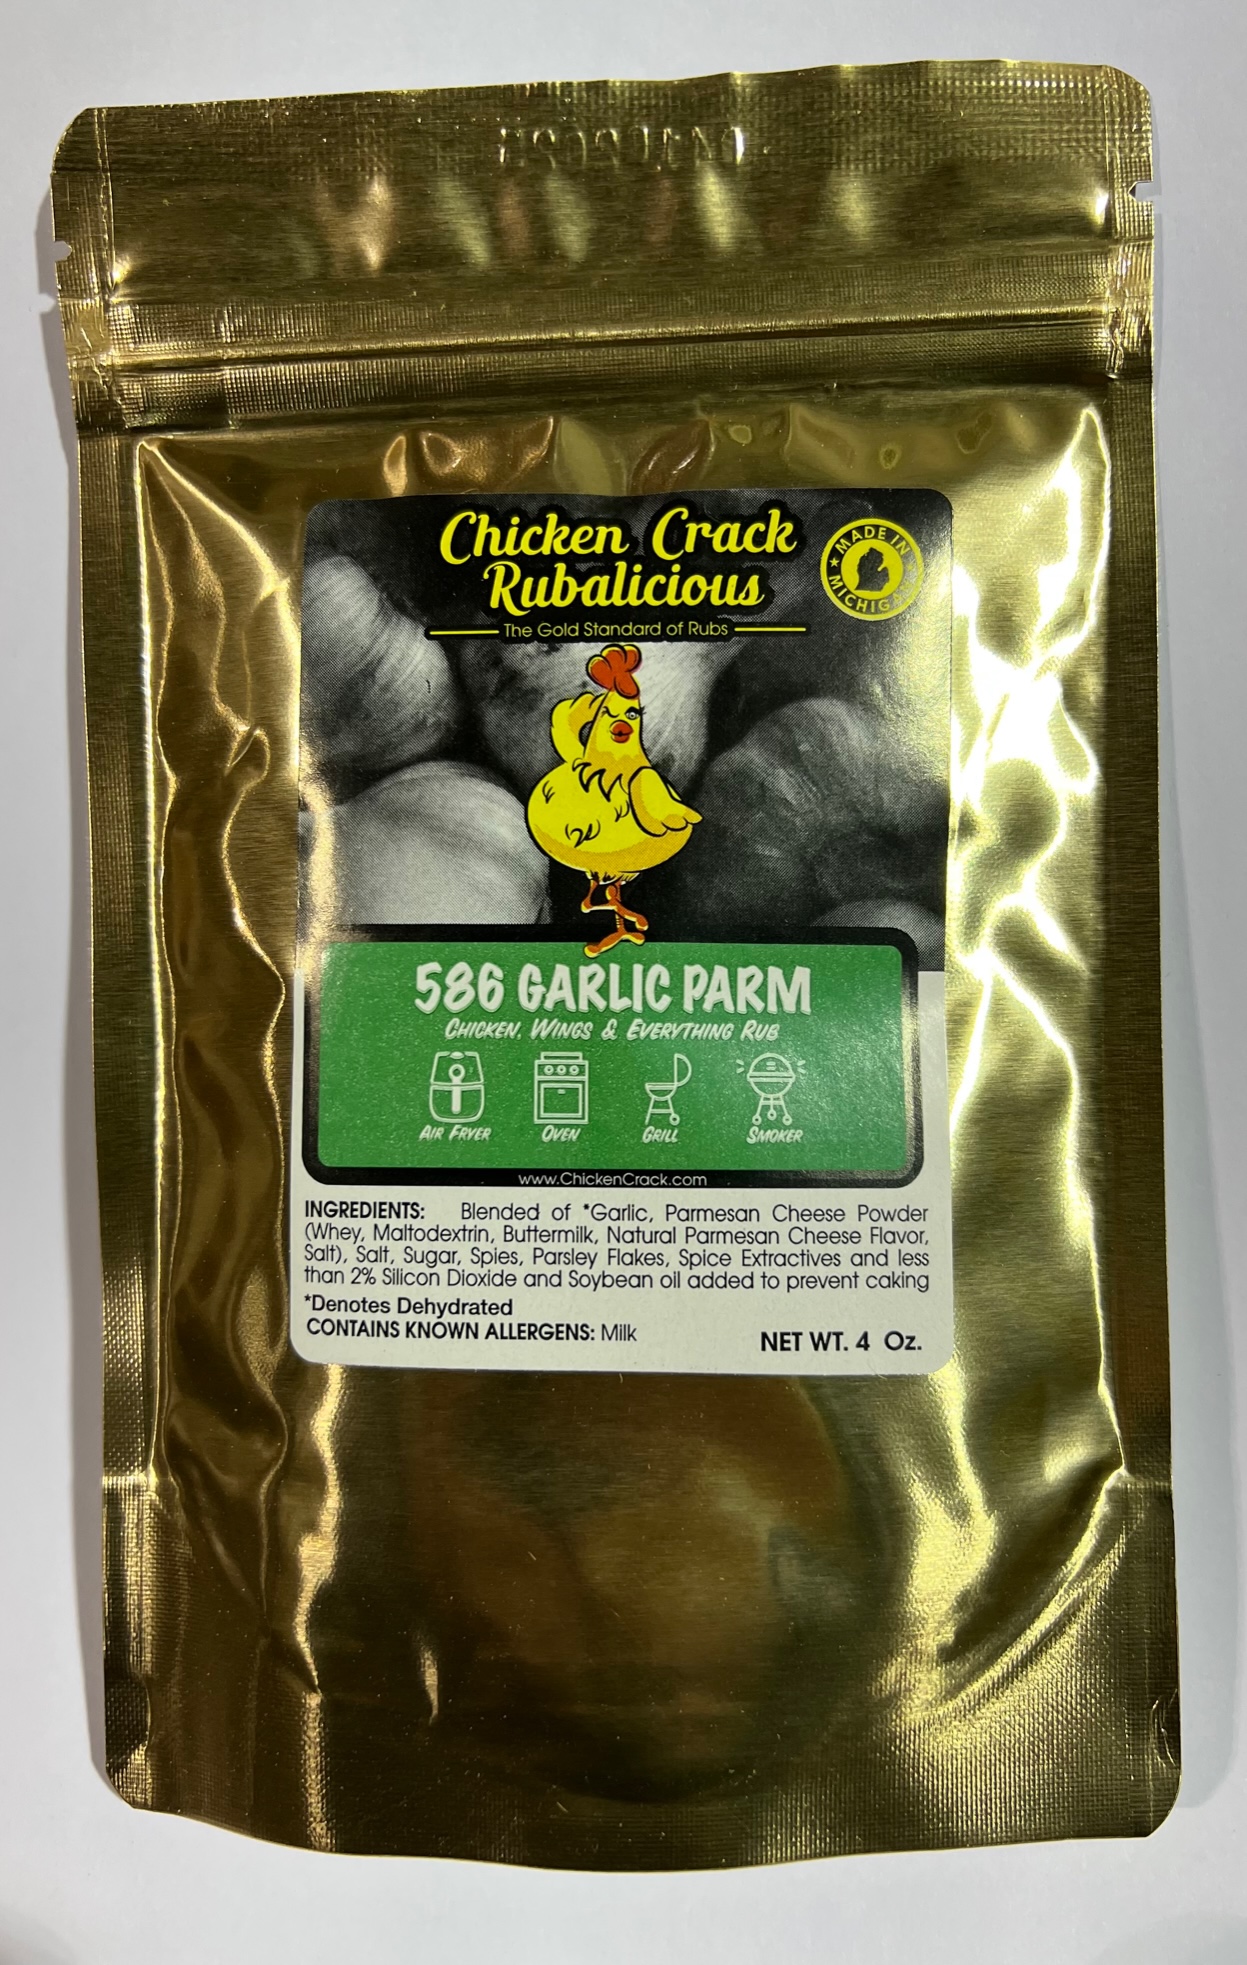 Chicken Crack
Rubalicious
The Gold Standard of Rubs
MADE IN
MICHIGAN
586 GARLIC PARM
CHICKEN, WINGS & EVERYTHING RUB
AIR FRYER OVEN GRILL SMOKER
www.ChickenCrack.com
INGREDIENTS: Blended of *Garlic, Parmesan Cheese Powder
(Whey, Maltodextrin, Buttermilk, Natural Parmesan Cheese Flavor,
Salt), Salt, Sugar, Spies, Parsley Flakes, Spice Extractives and less
than 2% Silicon Dioxide and Soybean oil added to prevent caking
*Denotes Dehydrated
CONTAINS KNOWN ALLERGENS: Milk
NET WT. 4 Oz.